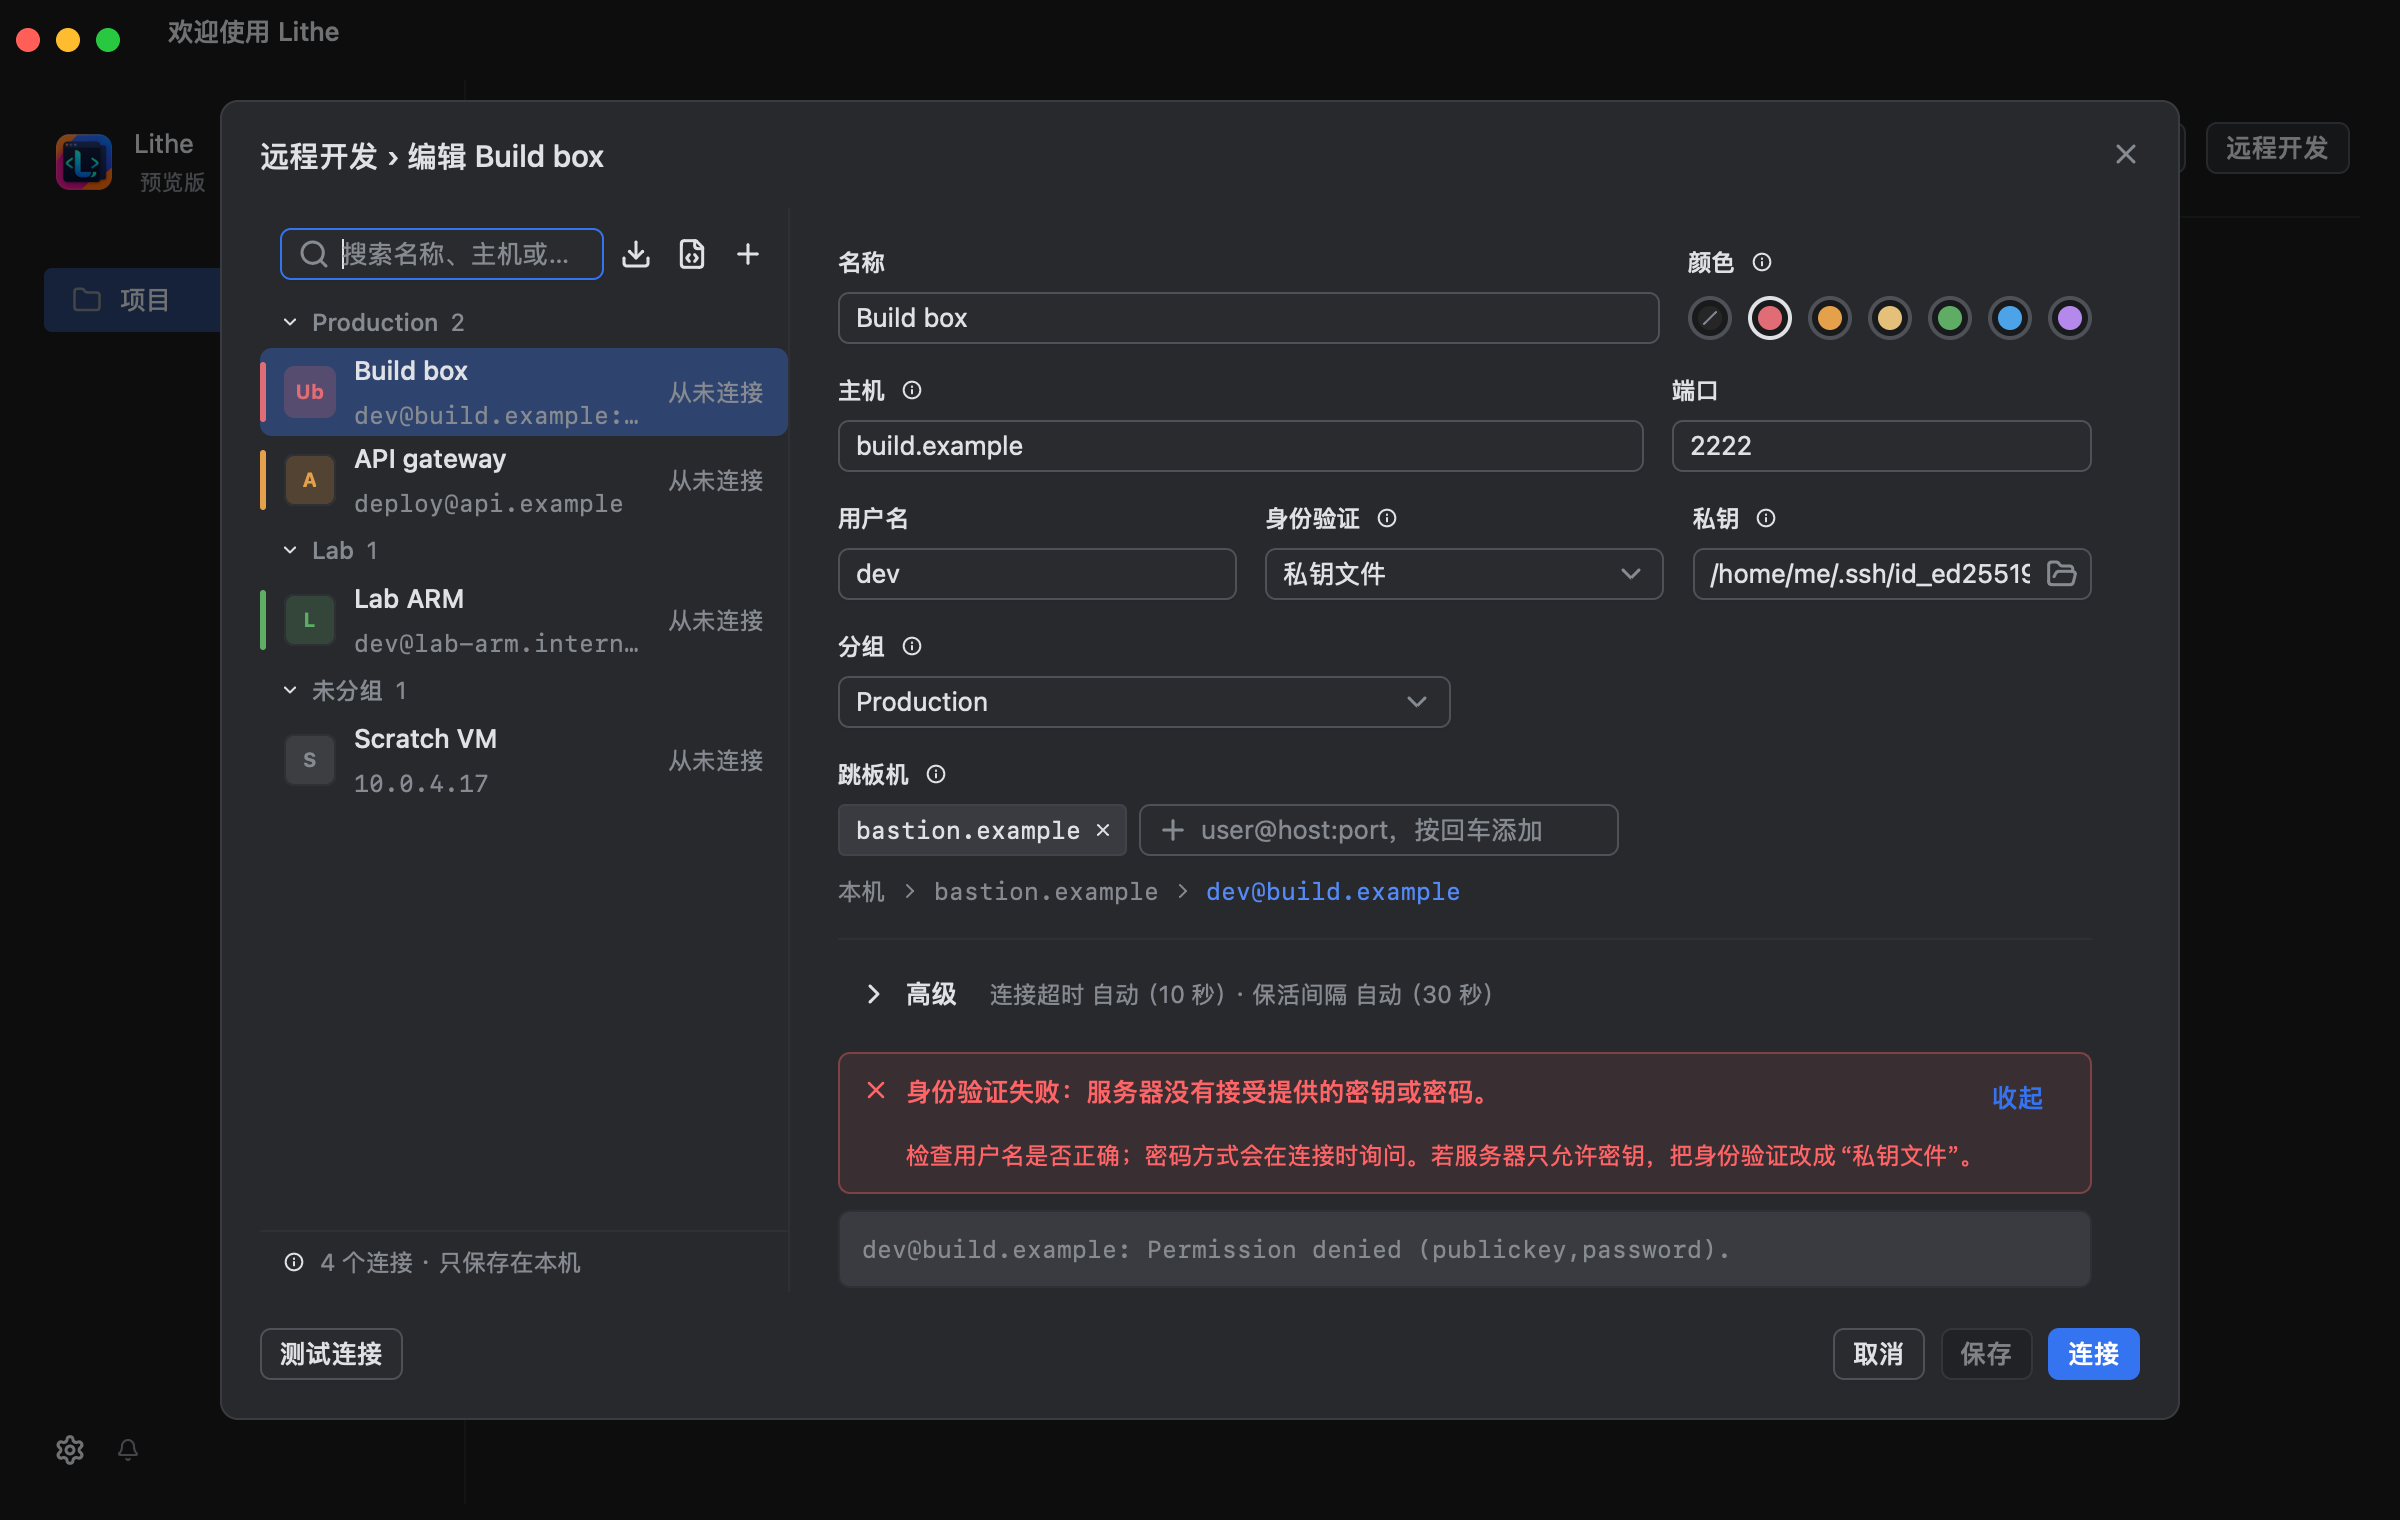 欢迎使用 Lithe
Lithe
预览版
远程开发
项目
远程开发 › 编辑 Build box
搜索名称、主机或...
Production 2
Ub
Build box
dev@build.example:…
从未连接
A
API gateway
deploy@api.example
从未连接
Lab 1
L
Lab ARM
dev@lab-arm.intern…
从未连接
未分组 1
S
Scratch VM
10.0.4.17
从未连接
4 个连接 · 只保存在本机
名称
颜色
Build box
主机
端口
build.example
2222
用户名
身份验证
私钥
dev
私钥文件
/home/me/.ssh/id_ed25519
分组
Production
跳板机
bastion.example ×
user@host:port，按回车添加
本机 > bastion.example > dev@build.example
高级 连接超时 自动 (10 秒) · 保活间隔 自动 (30 秒)
身份验证失败：服务器没有接受提供的密钥或密码。
收起
检查用户名是否正确；密码方式会在连接时询问。若服务器只允许密钥，把身份验证改成“私钥文件”。
dev@build.example: Permission denied (publickey,password).
测试连接
取消
保存
连接